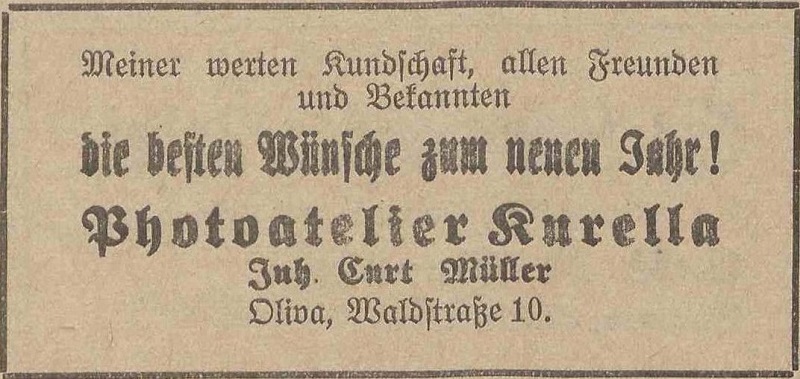 Meiner werten Kundschaft, allen Freunden
und Bekannten
die besten Wünsche zum neuen Jahr!
Photoatelier Kurella
Inh. Curt Müller
Oliva, Waldstraße 10.